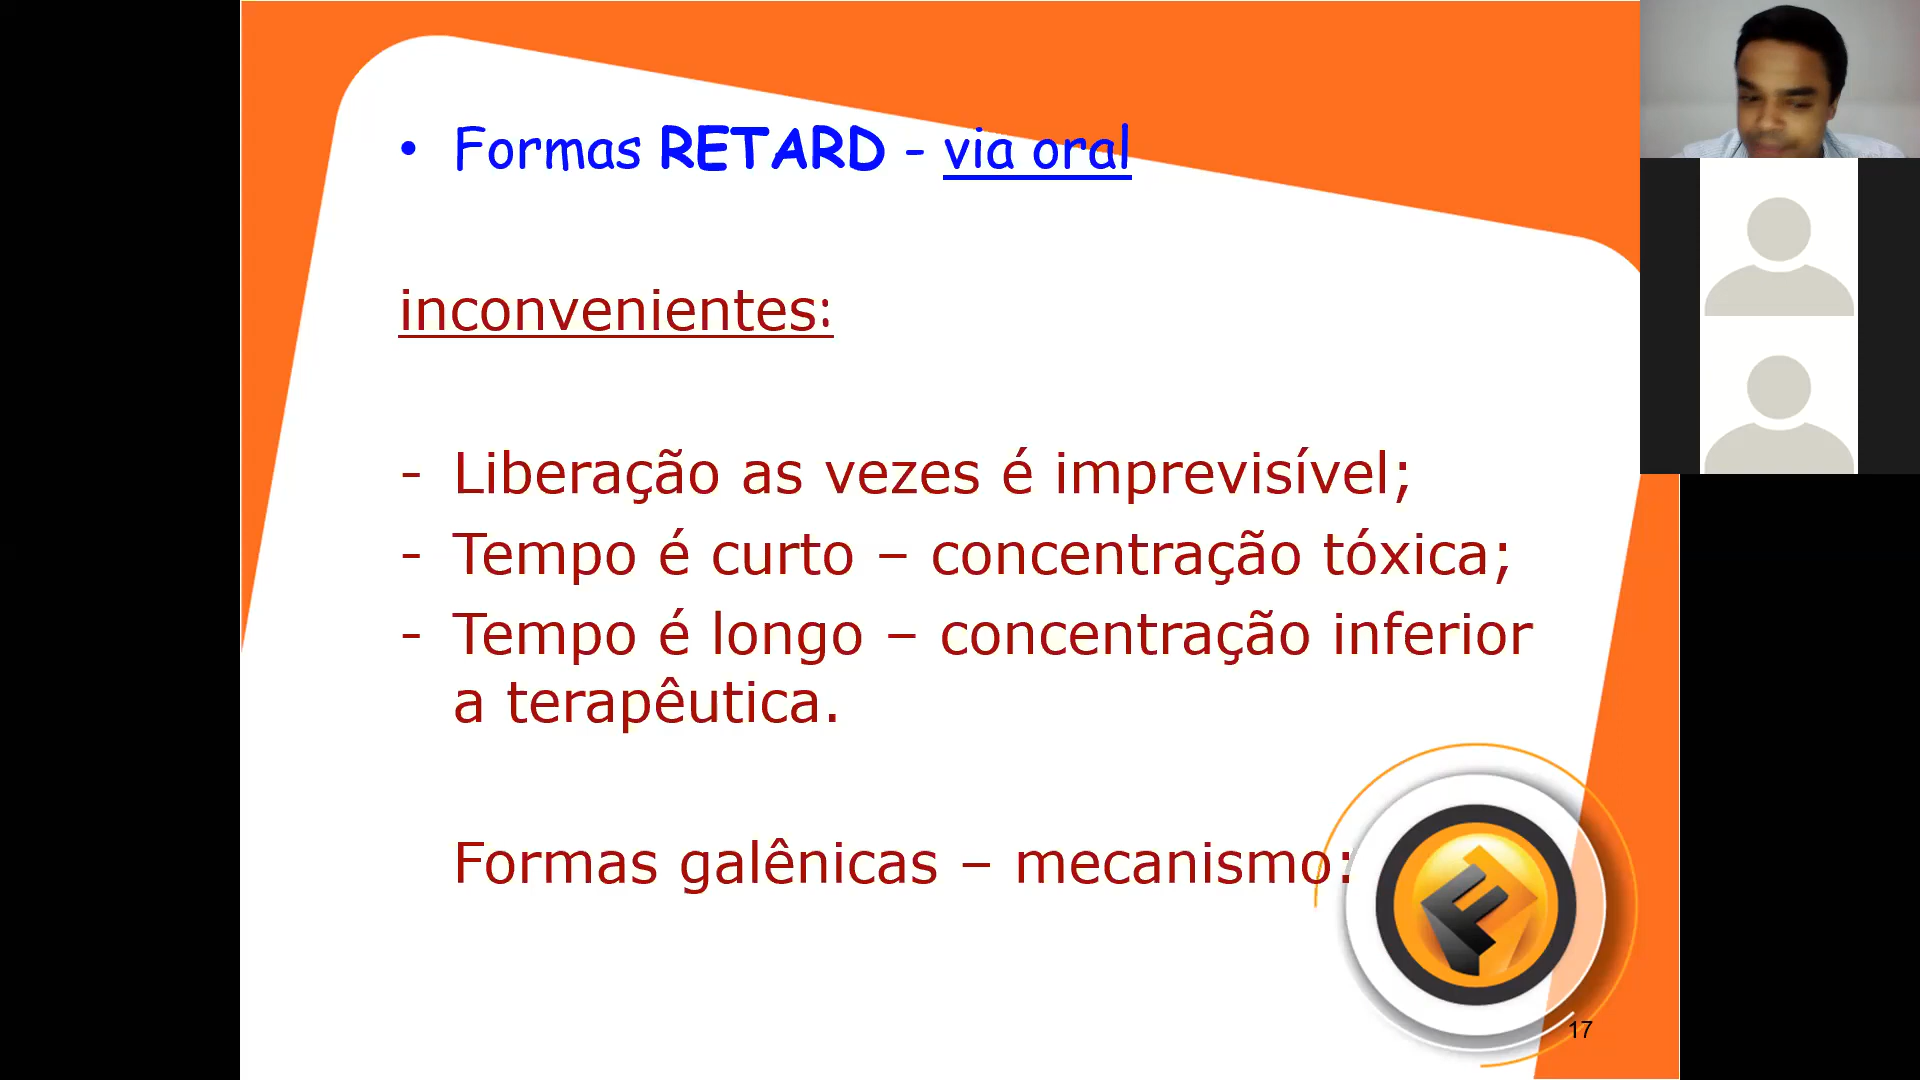 • Formas RETARD - via oral
inconvenientes:
- Liberação as vezes é imprevisível;
- Tempo é curto – concentração tóxica;
- Tempo é longo – concentração inferior
a terapêutica.
Formas galênicas – mecanismo:
17